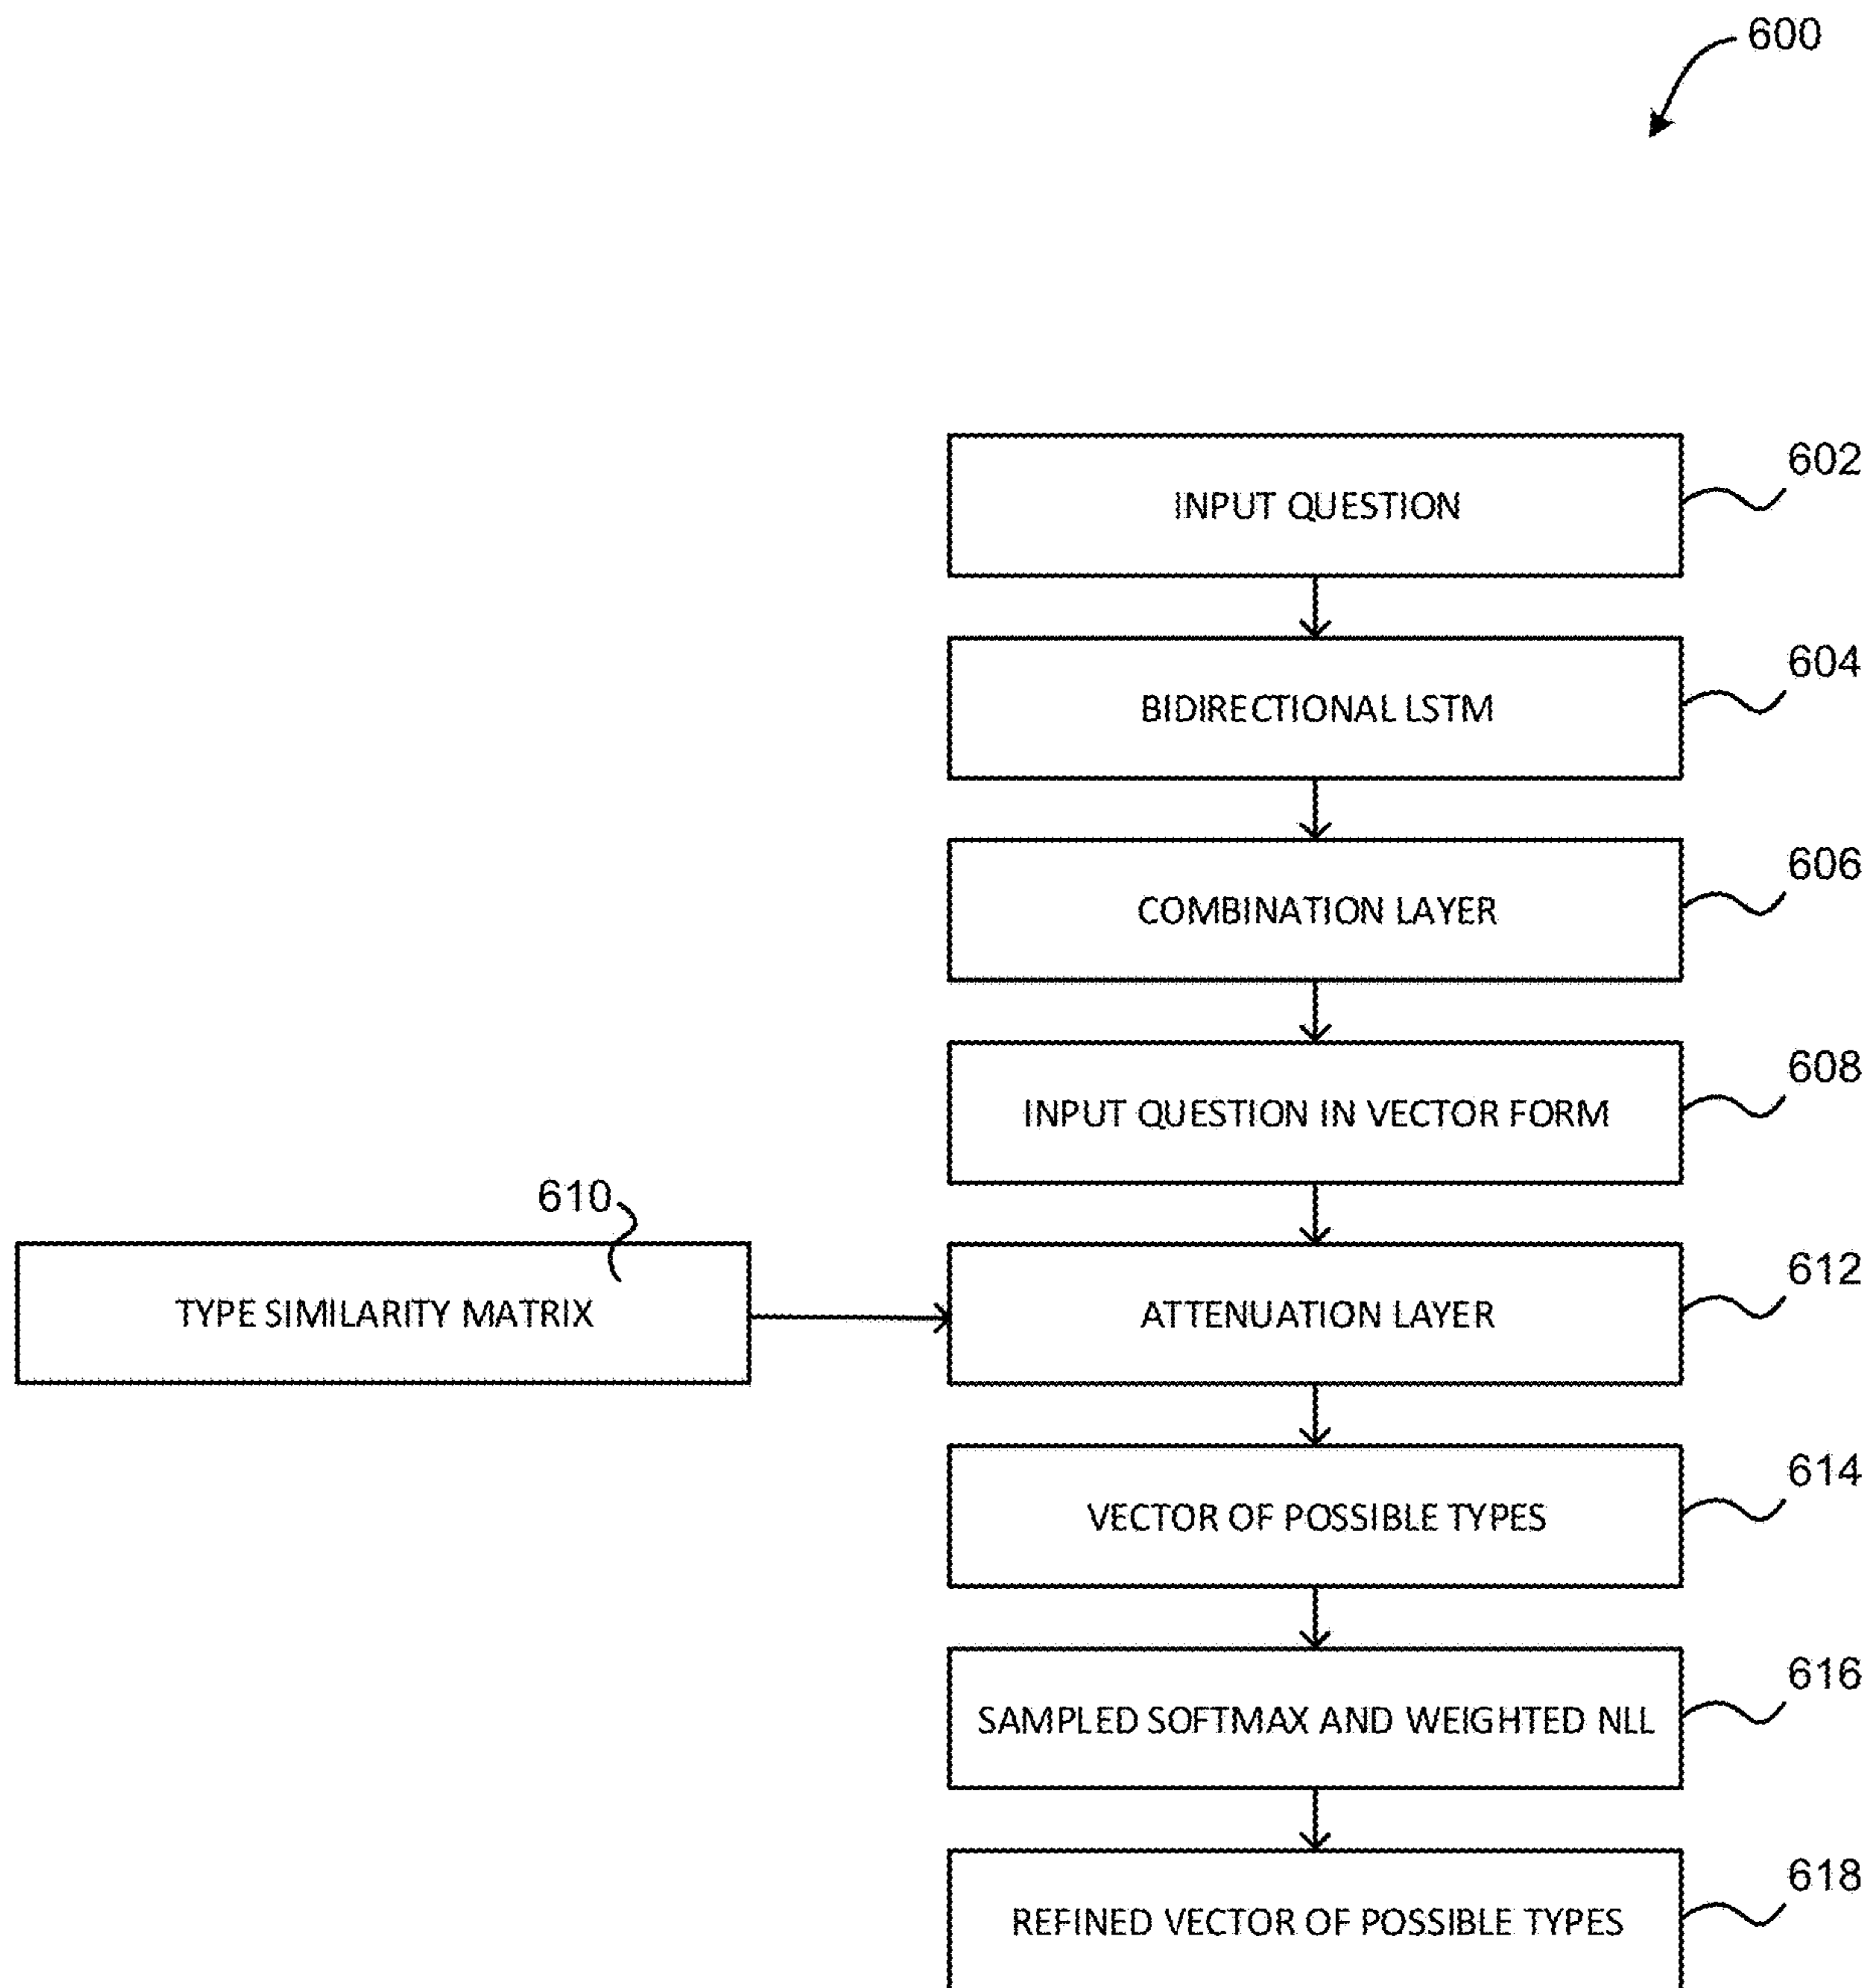 600
INPUT QUESTION
602
BIDIRECTIONAL LSTM
604
COMBINATION LAYER
606
INPUT QUESTION IN VECTOR FORM
608
610
TYPE SIMILARITY MATRIX
ATTENUATION LAYER
612
VECTOR OF POSSIBLE TYPES
614
SAMPLED SOFTMAX AND WEIGHTED NLL
616
REFINED VECTOR OF POSSIBLE TYPES
618